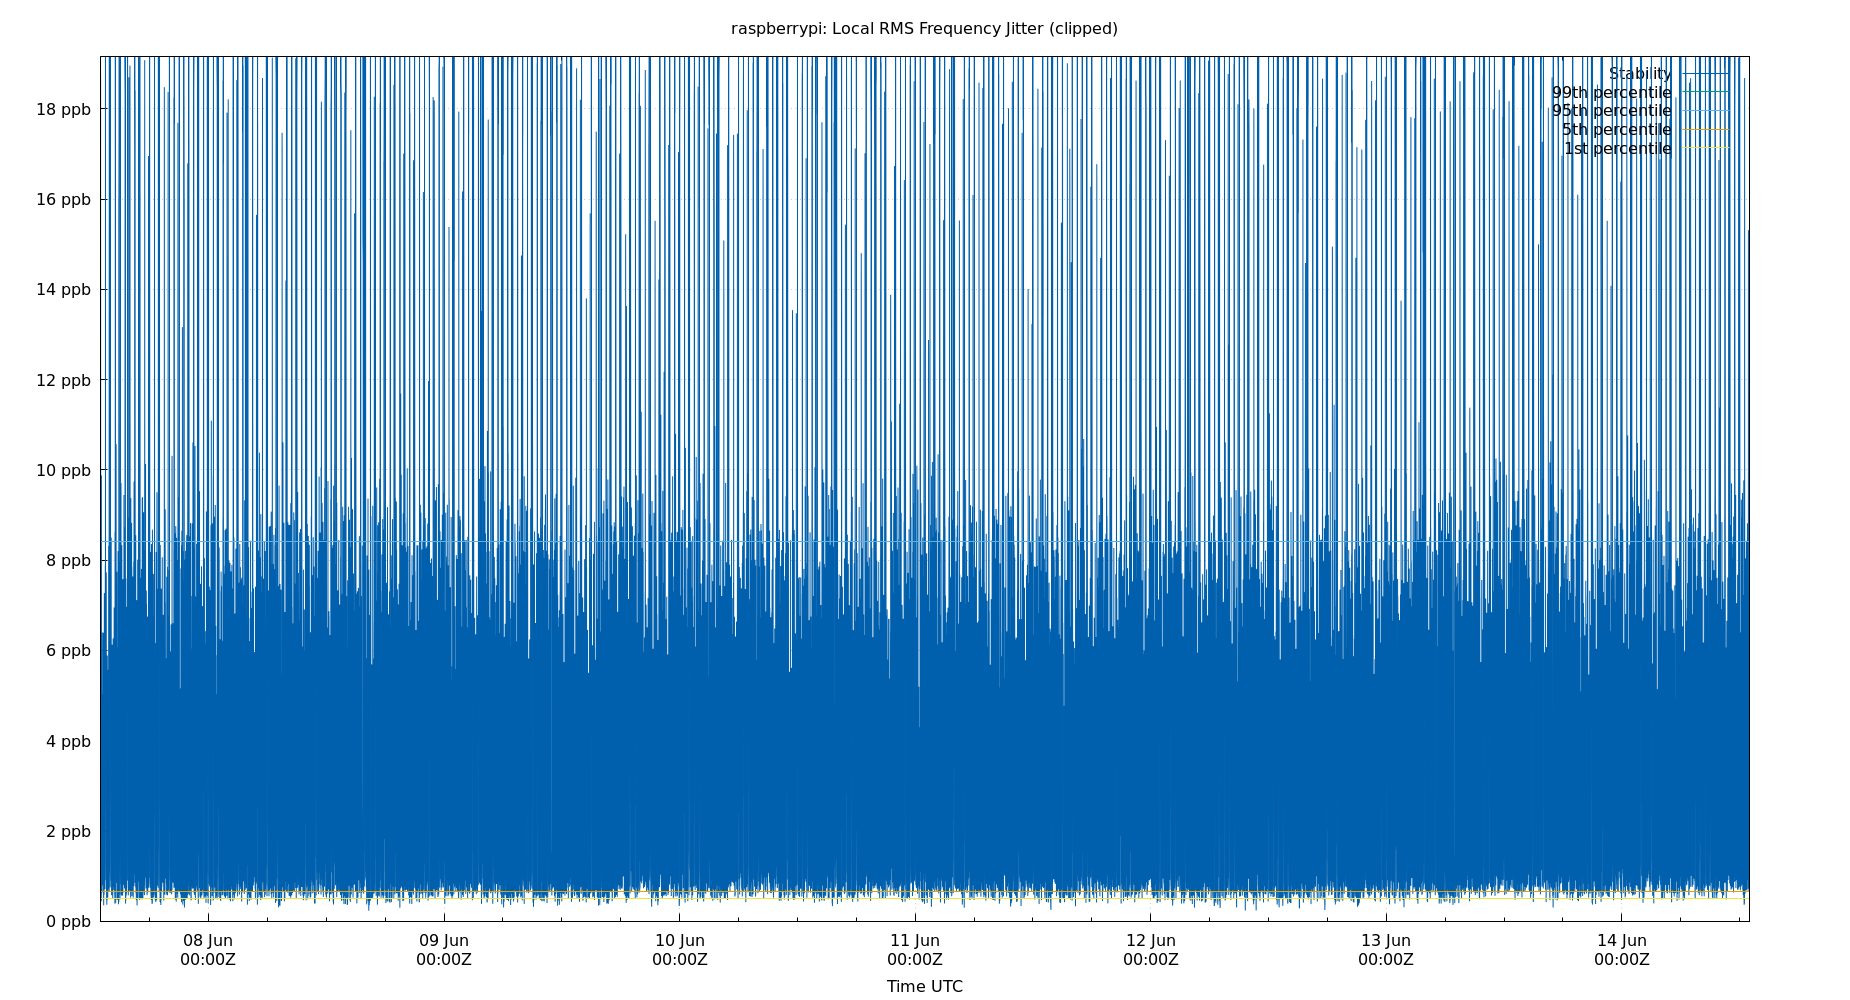 raspberrypi: Local RMS Frequency Jitter (clipped)
Stability
99th percentile
95th percentile
5th percentile
1st percentile
18 ppb
16 ppb
14 ppb
12 ppb
10 ppb
8 ppb
6 ppb
4 ppb
2 ppb
0 ppb
08 Jun 09 Jun 10 Jun 11 Jun 12 Jun 13 Jun 14 Jun
00:00Z 00:00Z 00:00Z 00:00Z 00:00Z 00:00Z 00:00Z
Time UTC